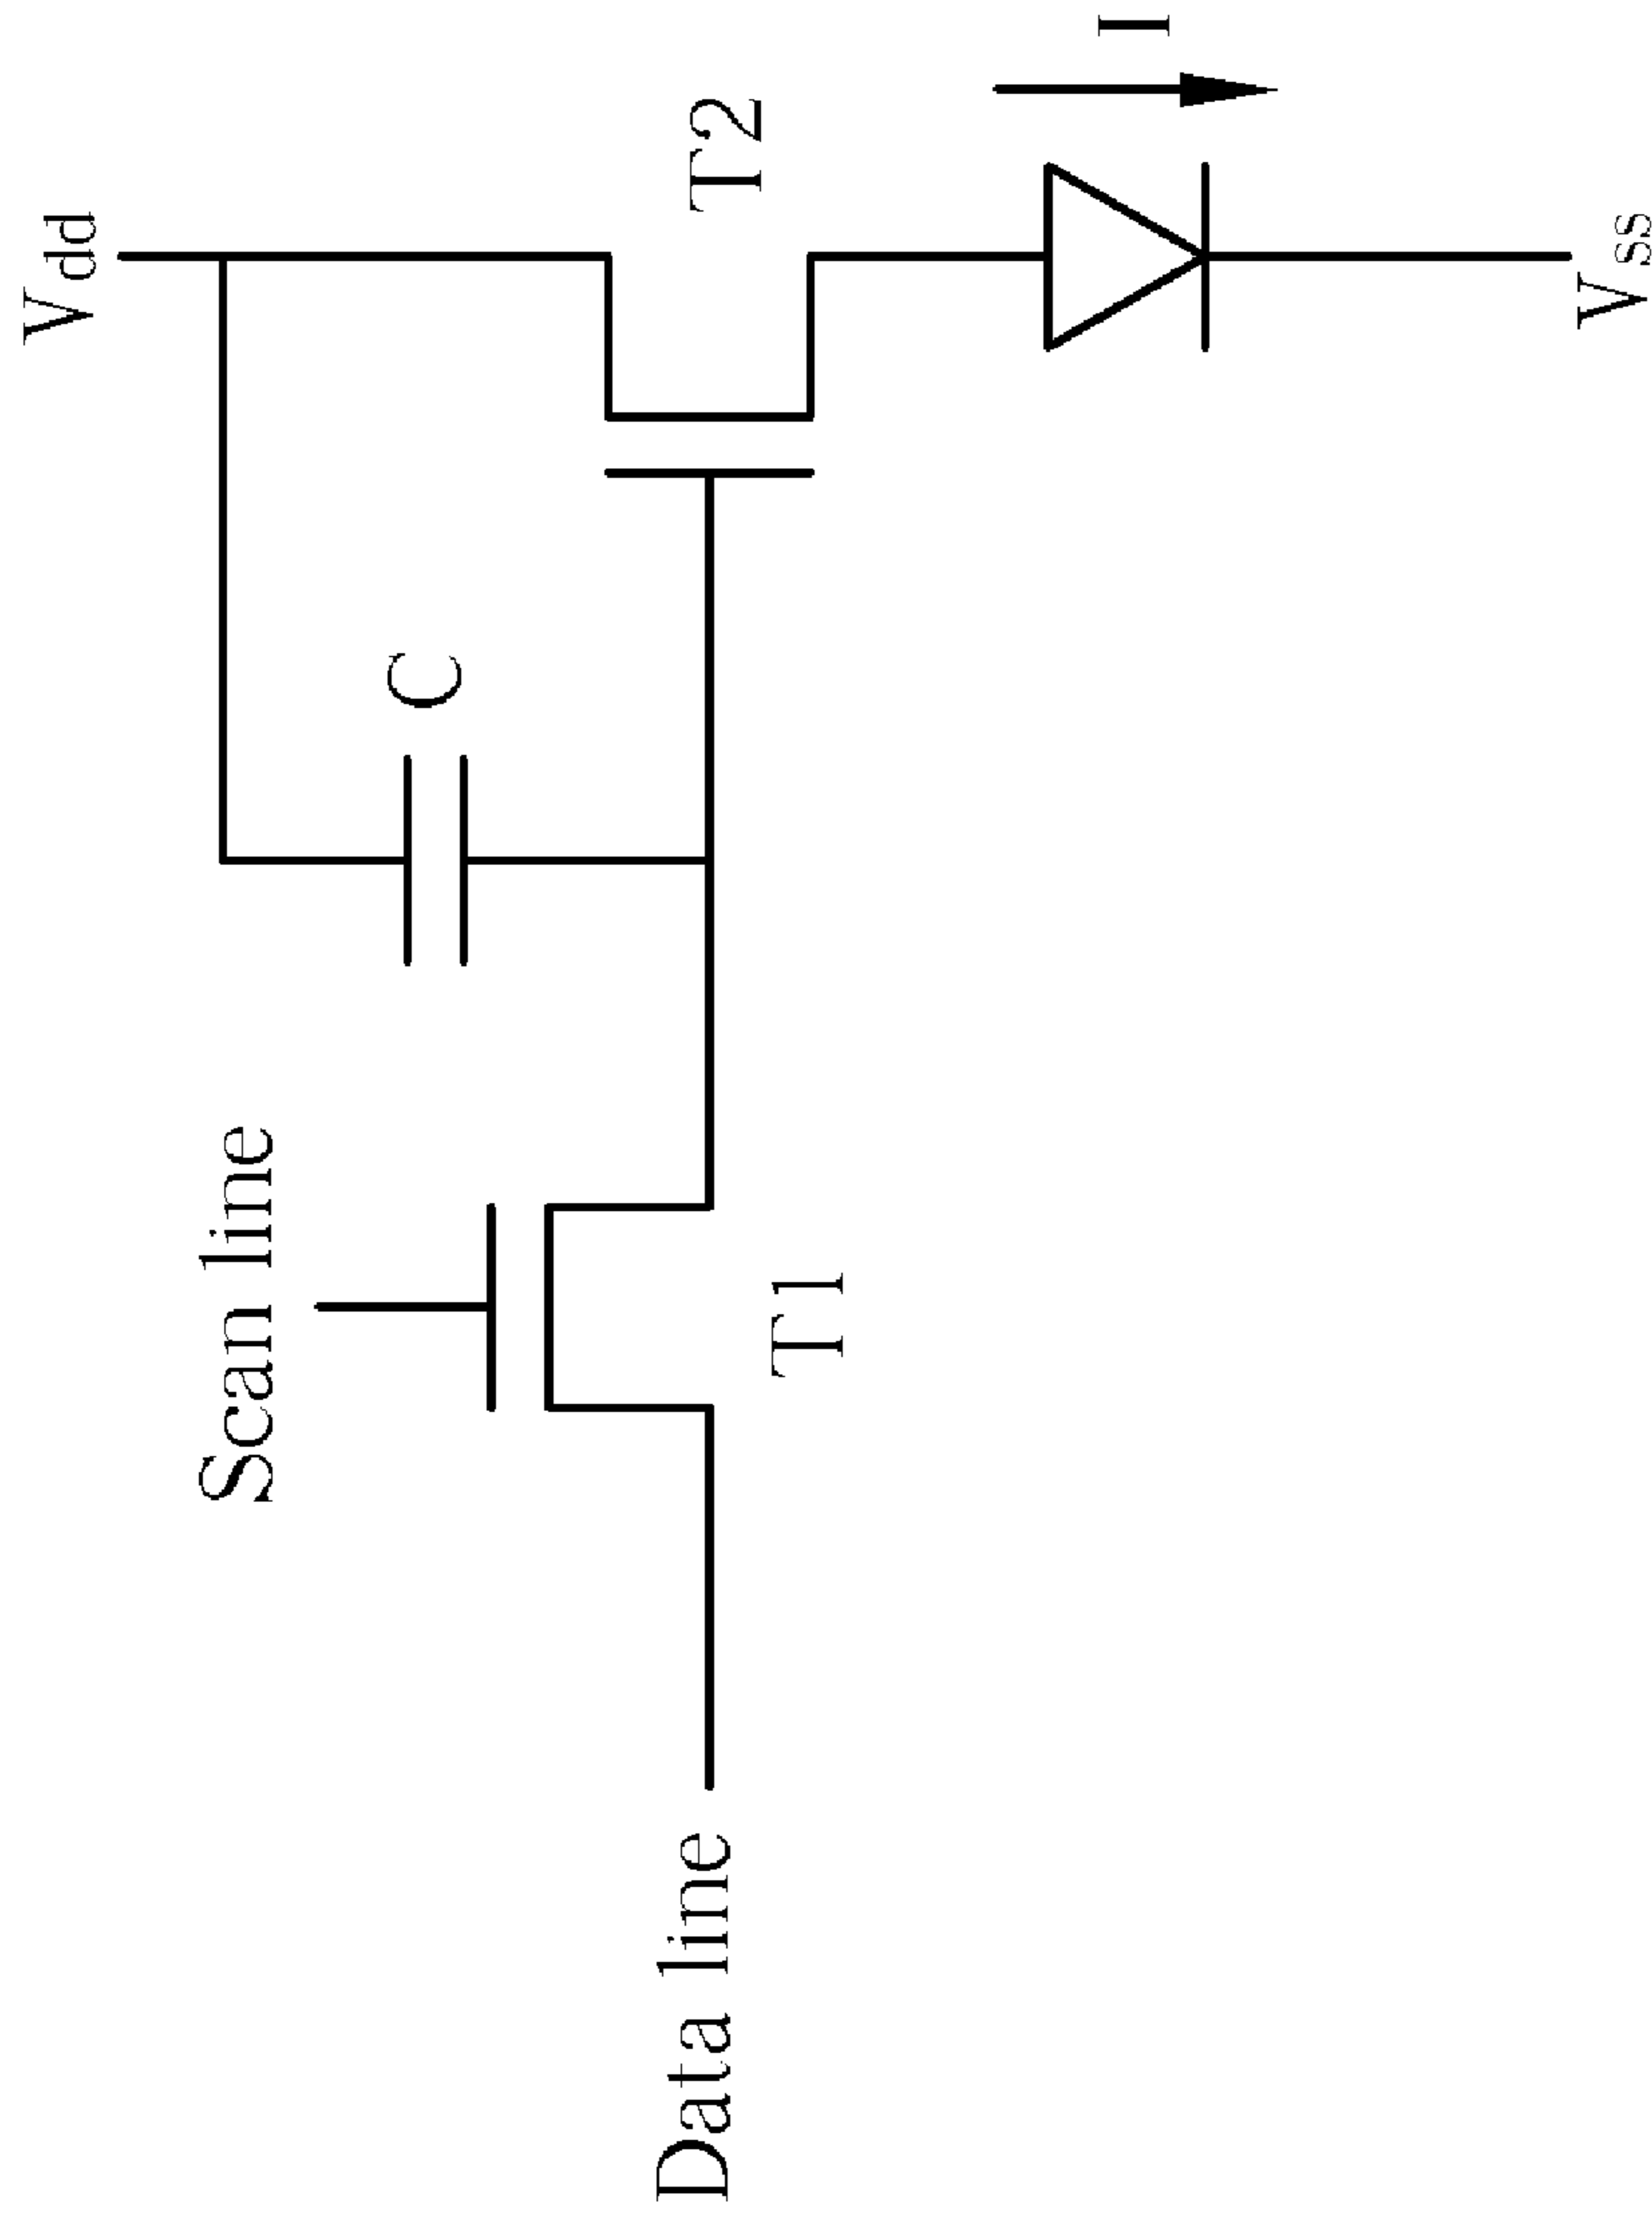 Vdd
Scan line
C
T2
I
T1
Data line
Vss